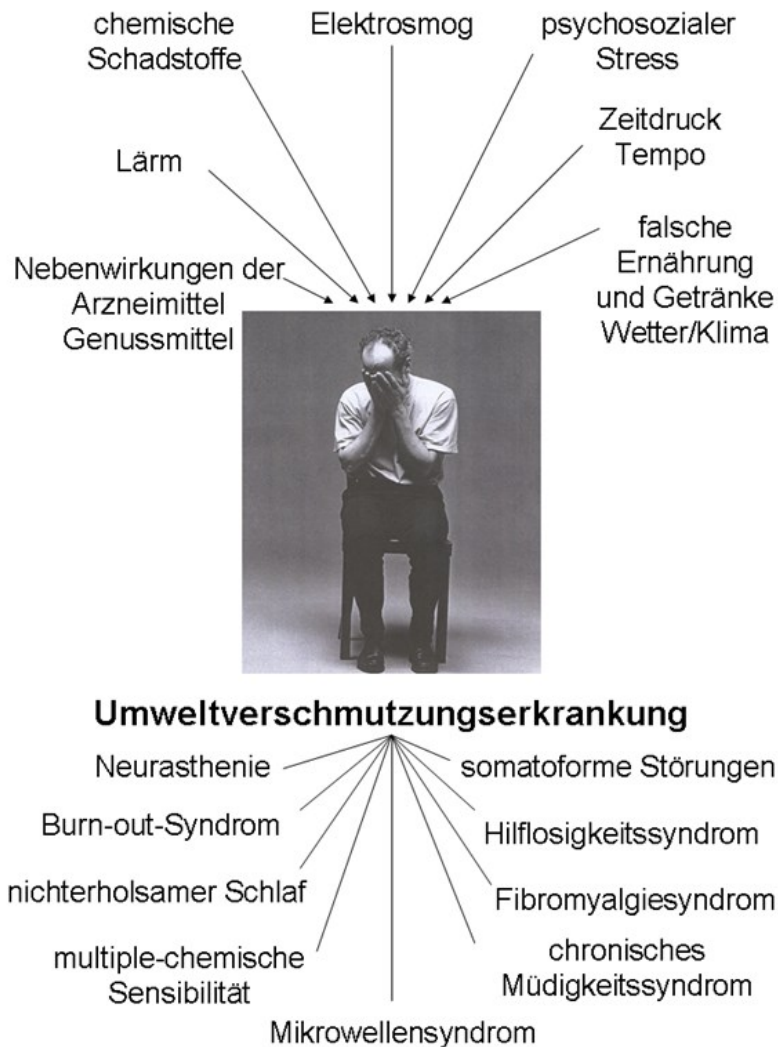 chemische
Schadstoffe
Elektrosmog
psychosozialer
Stress
Lärm
Zeitdruck
Tempo
Nebenwirkungen der
Arzneimittel
Genussmittel
falsche
Ernährung
und Getränke
Wetter/Klima
Umweltverschmutzungserkrankung
Neurasthenie
somatoforme Störungen
Burn-out-Syndrom
Hilflosigkeitssyndrom
nichterholsamer Schlaf
Fibromyalgiesyndrom
multiple-chemische
Sensibilität
chronisches
Müdigkeitssyndrom
Mikrowellensyndrom